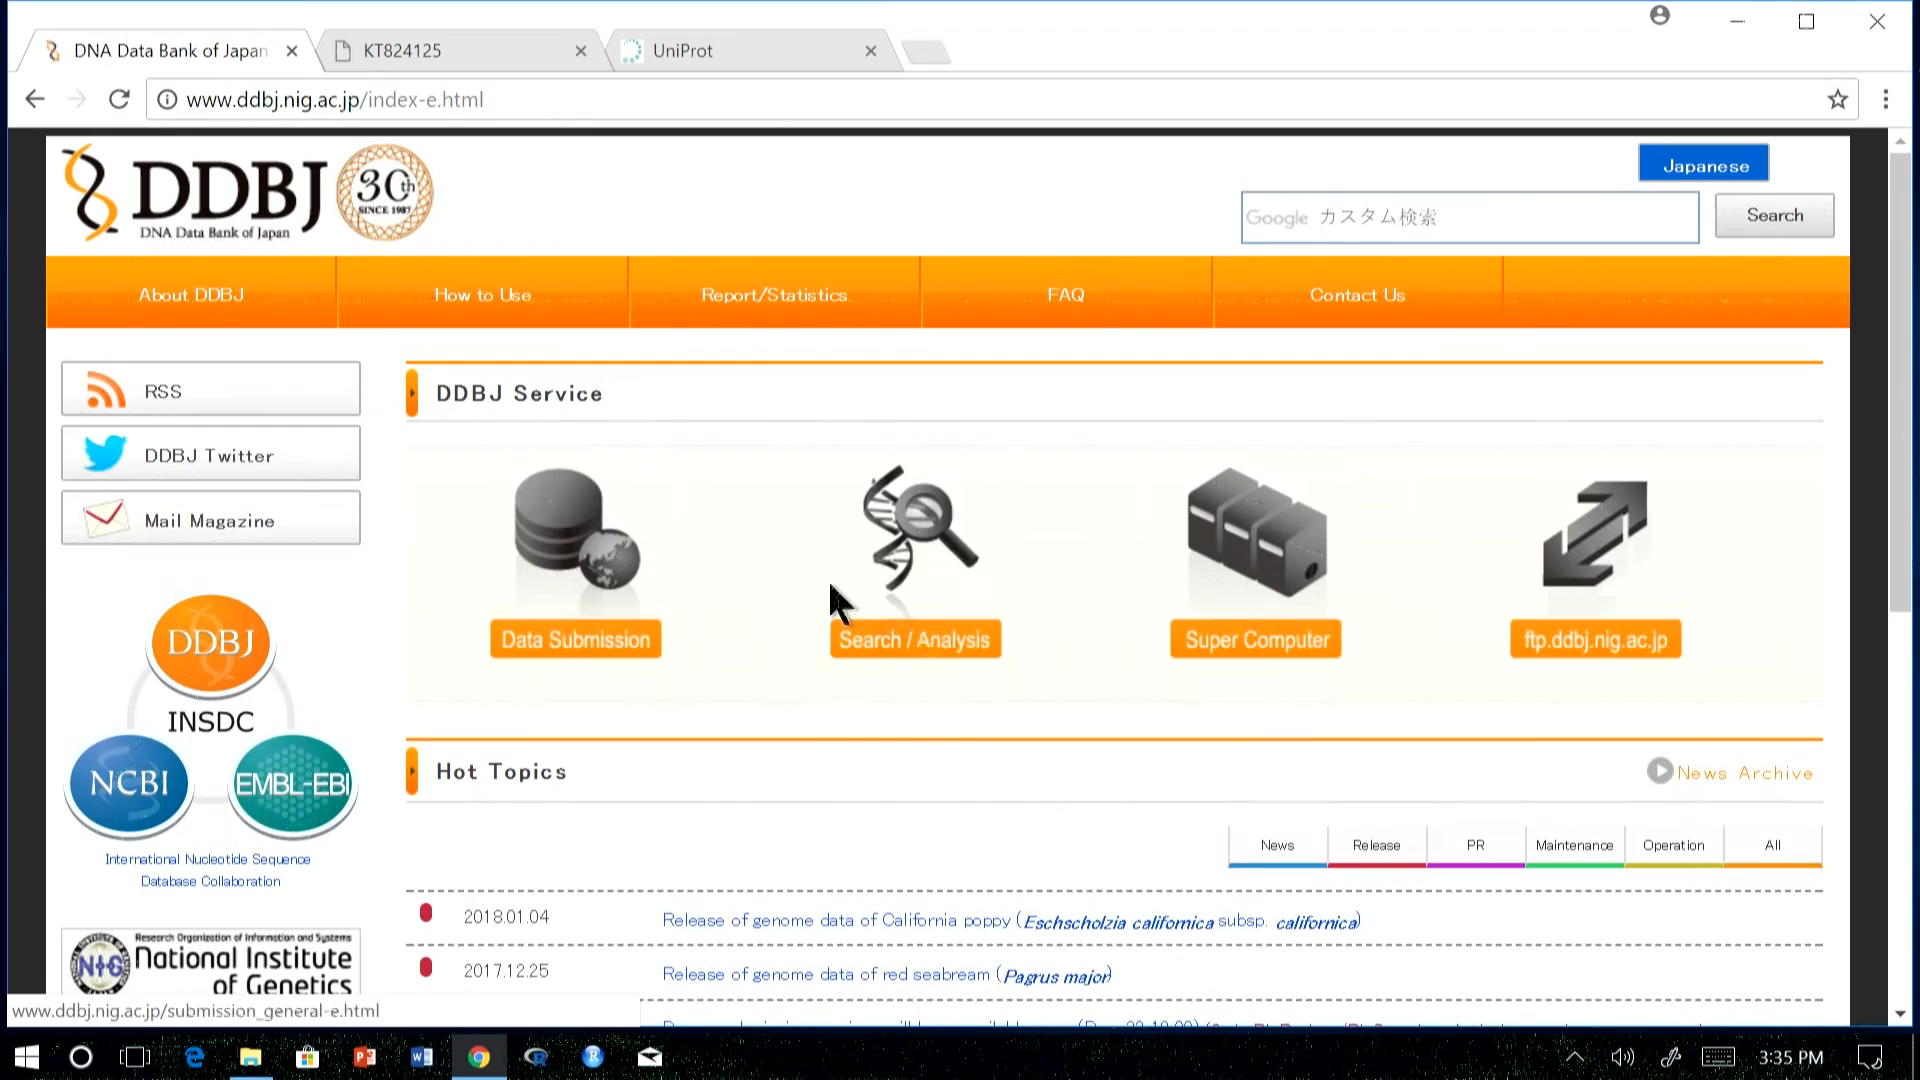 DNA Data Bank of Japan
KT824125
UniProt
www.ddbj.nig.ac.jp/index-e.html
DDBJ
DNA Data Bank of Japan
30th
SINCE 1987
Japanese
Google カスタム検索
Search
About DDBJ
How to Use
Report/Statistics
FAQ
Contact Us
RSS
DDBJ Twitter
Mail Magazine
DDBJ Service
Data Submission
Search / Analysis
Super Computer
ftp.ddbj.nig.ac.jp
DDBJ
INSDC
NCBI
EMBL-EBI
International Nucleotide Sequence
Database Collaboration
Hot Topics
News Archive
News
Release
PR
Maintenance
Operation
All
2018.01.04
Release of genome data of California poppy (Eschscholzia californica subsp. californica)
2017.12.25
Release of genome data of red seabream (Pagrus major)
Research Organization of Information and Systems
NIG
National Institute
of Genetics
www.ddbj.nig.ac.jp/submission_general-e.html
3:35 PM